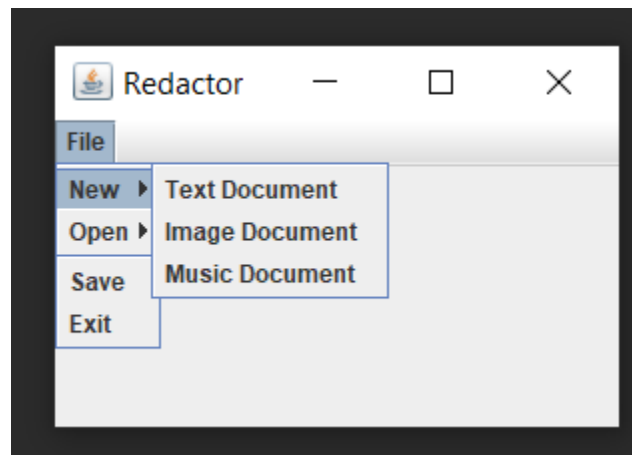 Redactor
File
New Text Document
Open Image Document
Save Music Document
Exit